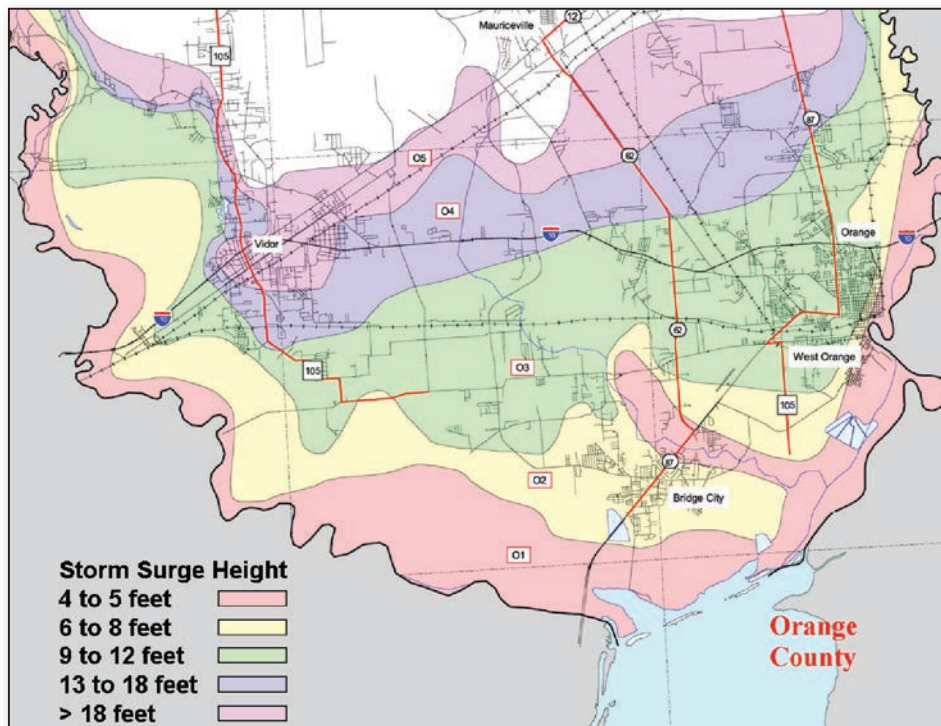 Mauriceville
12
105
87
O5
62
O4
10
Orange
Vidor
10
10
62
West Orange
O3
105
105
87
O2
Bridge City
O1
Storm Surge Height
4 to 5 feet
6 to 8 feet
9 to 12 feet
13 to 18 feet
> 18 feet
Orange
County